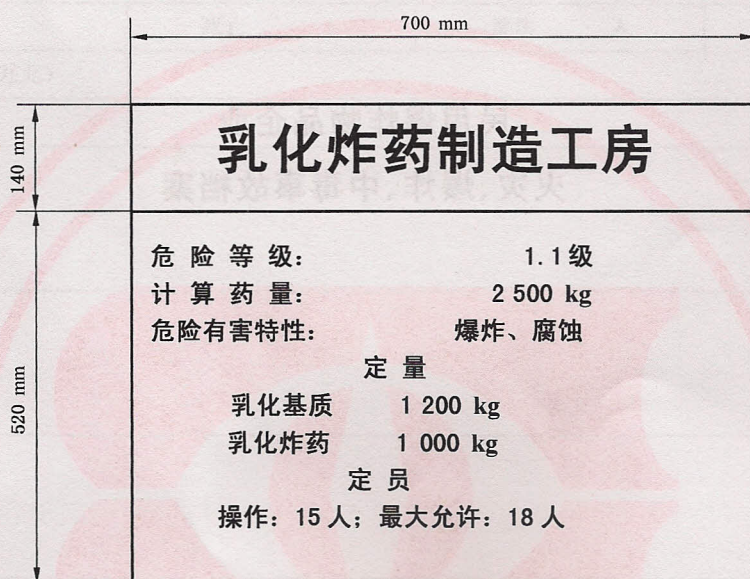 700 mm
140 mm
乳化炸药制造工房
520 mm
危险等级： 1.1级
计算药量： 2 500 kg
危险有害特性： 爆炸、腐蚀
定量
乳化基质 1 200 kg
乳化炸药 1 000 kg
定员
操作：15人；最大允许：18人